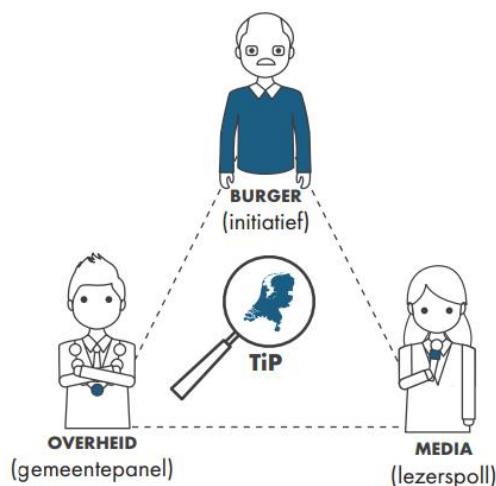 BURGER
(initiatief)
TiP
OVERHEID
(gemeentepanel)
MEDIA
(lezerspoll)